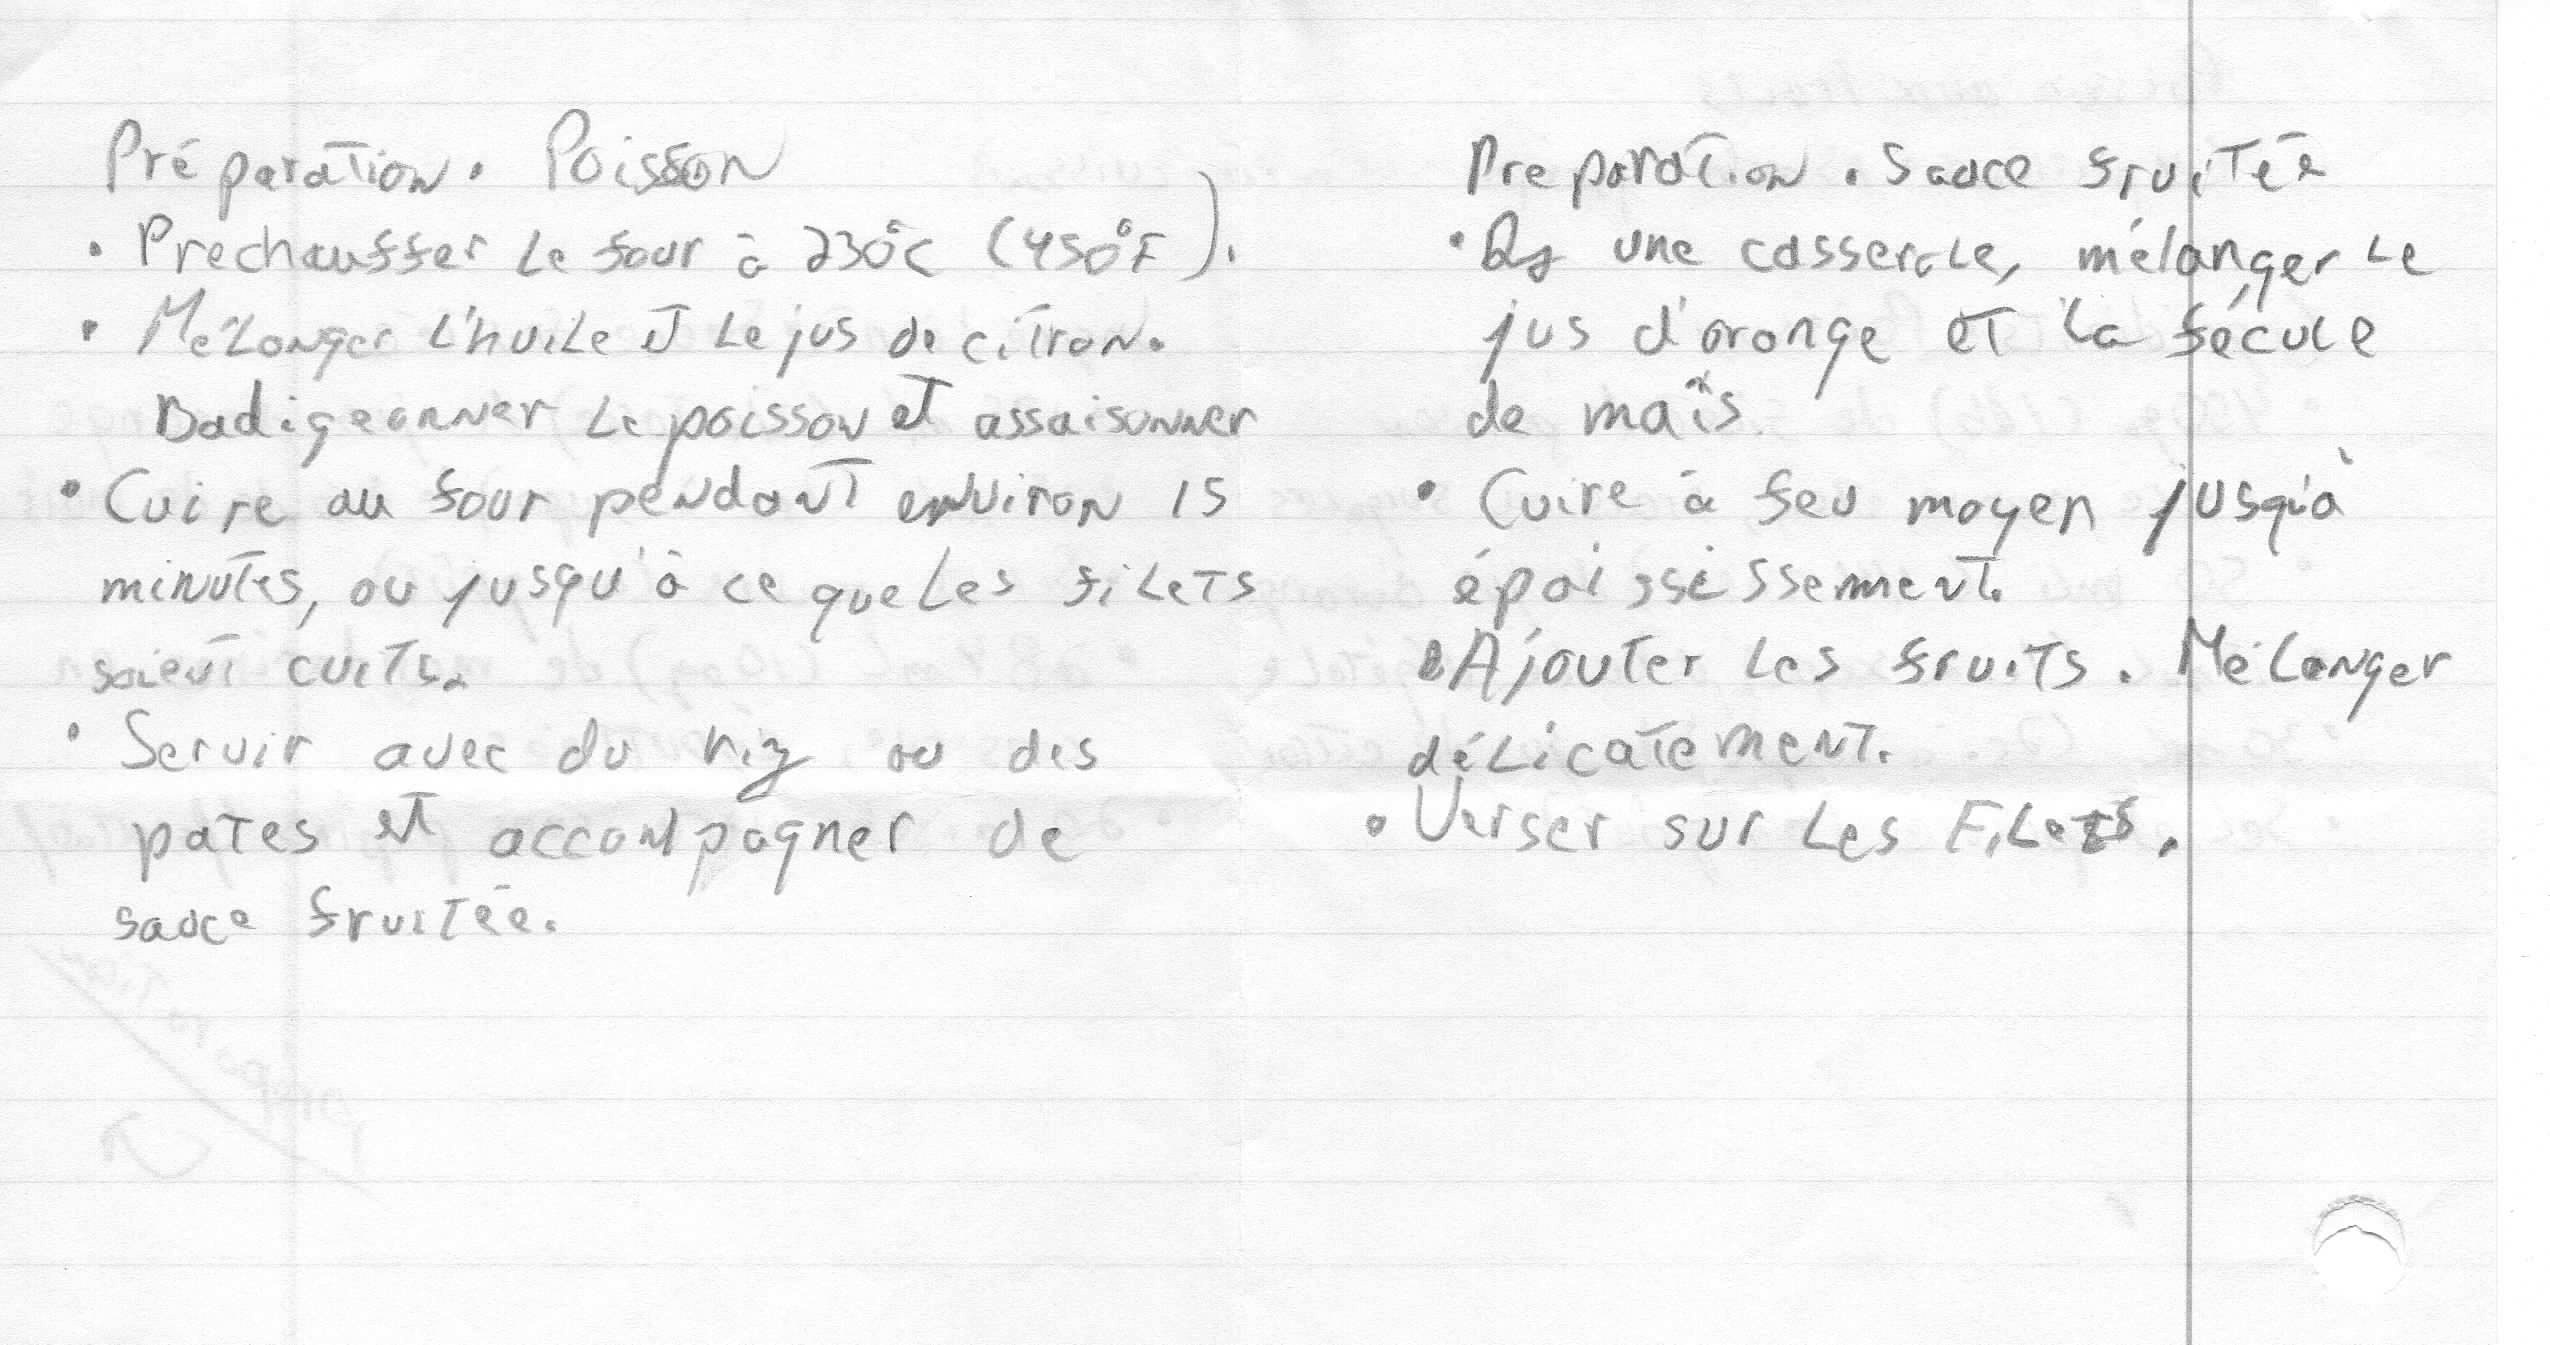 Préparation. Poisson
• Prechauffer le four à 230°C (450°F).
• Mélanger l'huile et le jus de citron.
Badigeonner le poisson et assaisonner
• Cuire au four pendant environ 15
minutes, ou jusqu'à ce que les filets
soient cuits.
• Servir avec du riz ou des
pates et accompagner de
sauce fruitée.
Preparation. Sauce fruitée
• Ds une casserole, mélanger le
jus d'orange et la fécule
de maïs.
• Cuire à feu moyen jusqu'à
épaississement.
• Ajouter les fruits. Mélanger
délicatement.
• Verser sur les Filets.